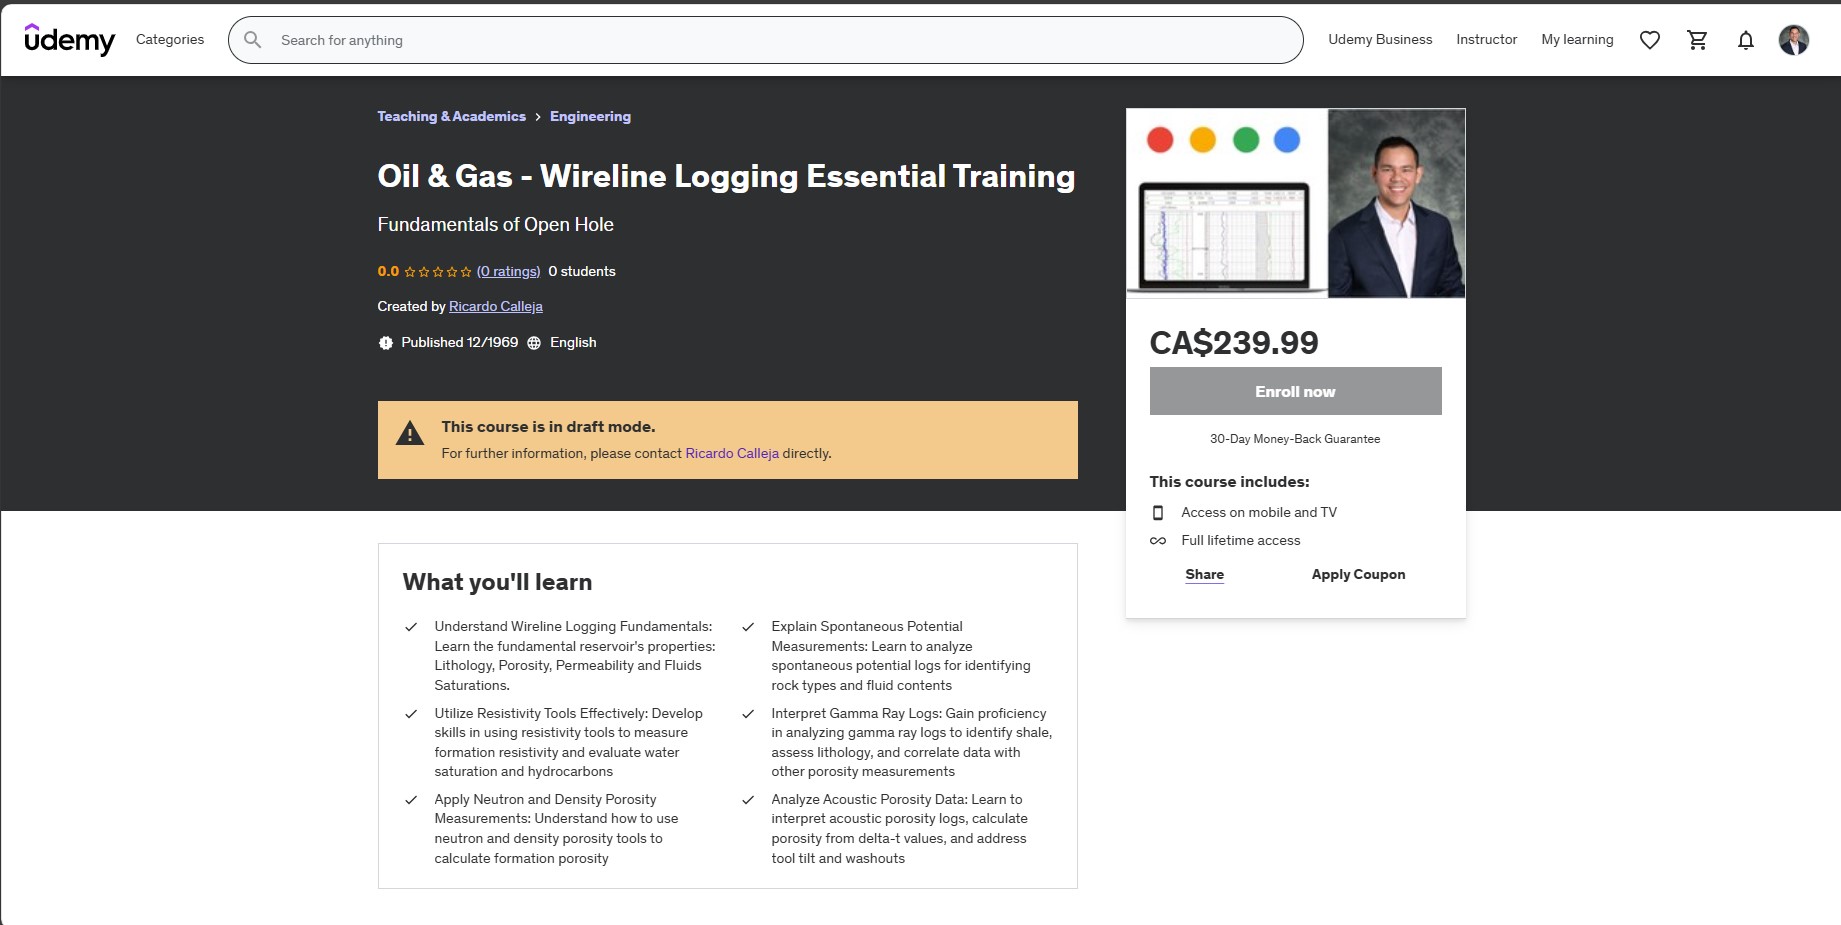 udemy
Categories
Search for anything
Udemy Business
Instructor
My learning
Teaching & Academics > Engineering
Oil & Gas - Wireline Logging Essential Training
Fundamentals of Open Hole
0.0 (0 ratings) 0 students
Created by Ricardo Calleja
Published 12/1969 English
This course is in draft mode.
For further information, please contact Ricardo Calleja directly.
CA$239.99
Enroll now
30-Day Money-Back Guarantee
This course includes:
Access on mobile and TV
Full lifetime access
Share
Apply Coupon
What you'll learn
Understand Wireline Logging Fundamentals:
Learn the fundamental reservoir's properties:
Lithology, Porosity, Permeability and Fluids
Saturations.
Explain Spontaneous Potential
Measurements: Learn to analyze
spontaneous potential logs for identifying
rock types and fluid contents
Utilize Resistivity Tools Effectively: Develop
skills in using resistivity tools to measure
formation resistivity and evaluate water
saturation and hydrocarbons
Interpret Gamma Ray Logs: Gain proficiency
in analyzing gamma ray logs to identify shale,
assess lithology, and correlate data with
other porosity measurements
Apply Neutron and Density Porosity
Measurements: Understand how to use
neutron and density porosity tools to
calculate formation porosity
Analyze Acoustic Porosity Data: Learn to
interpret acoustic porosity logs, calculate
porosity from delta-t values, and address
tool tilt and washouts